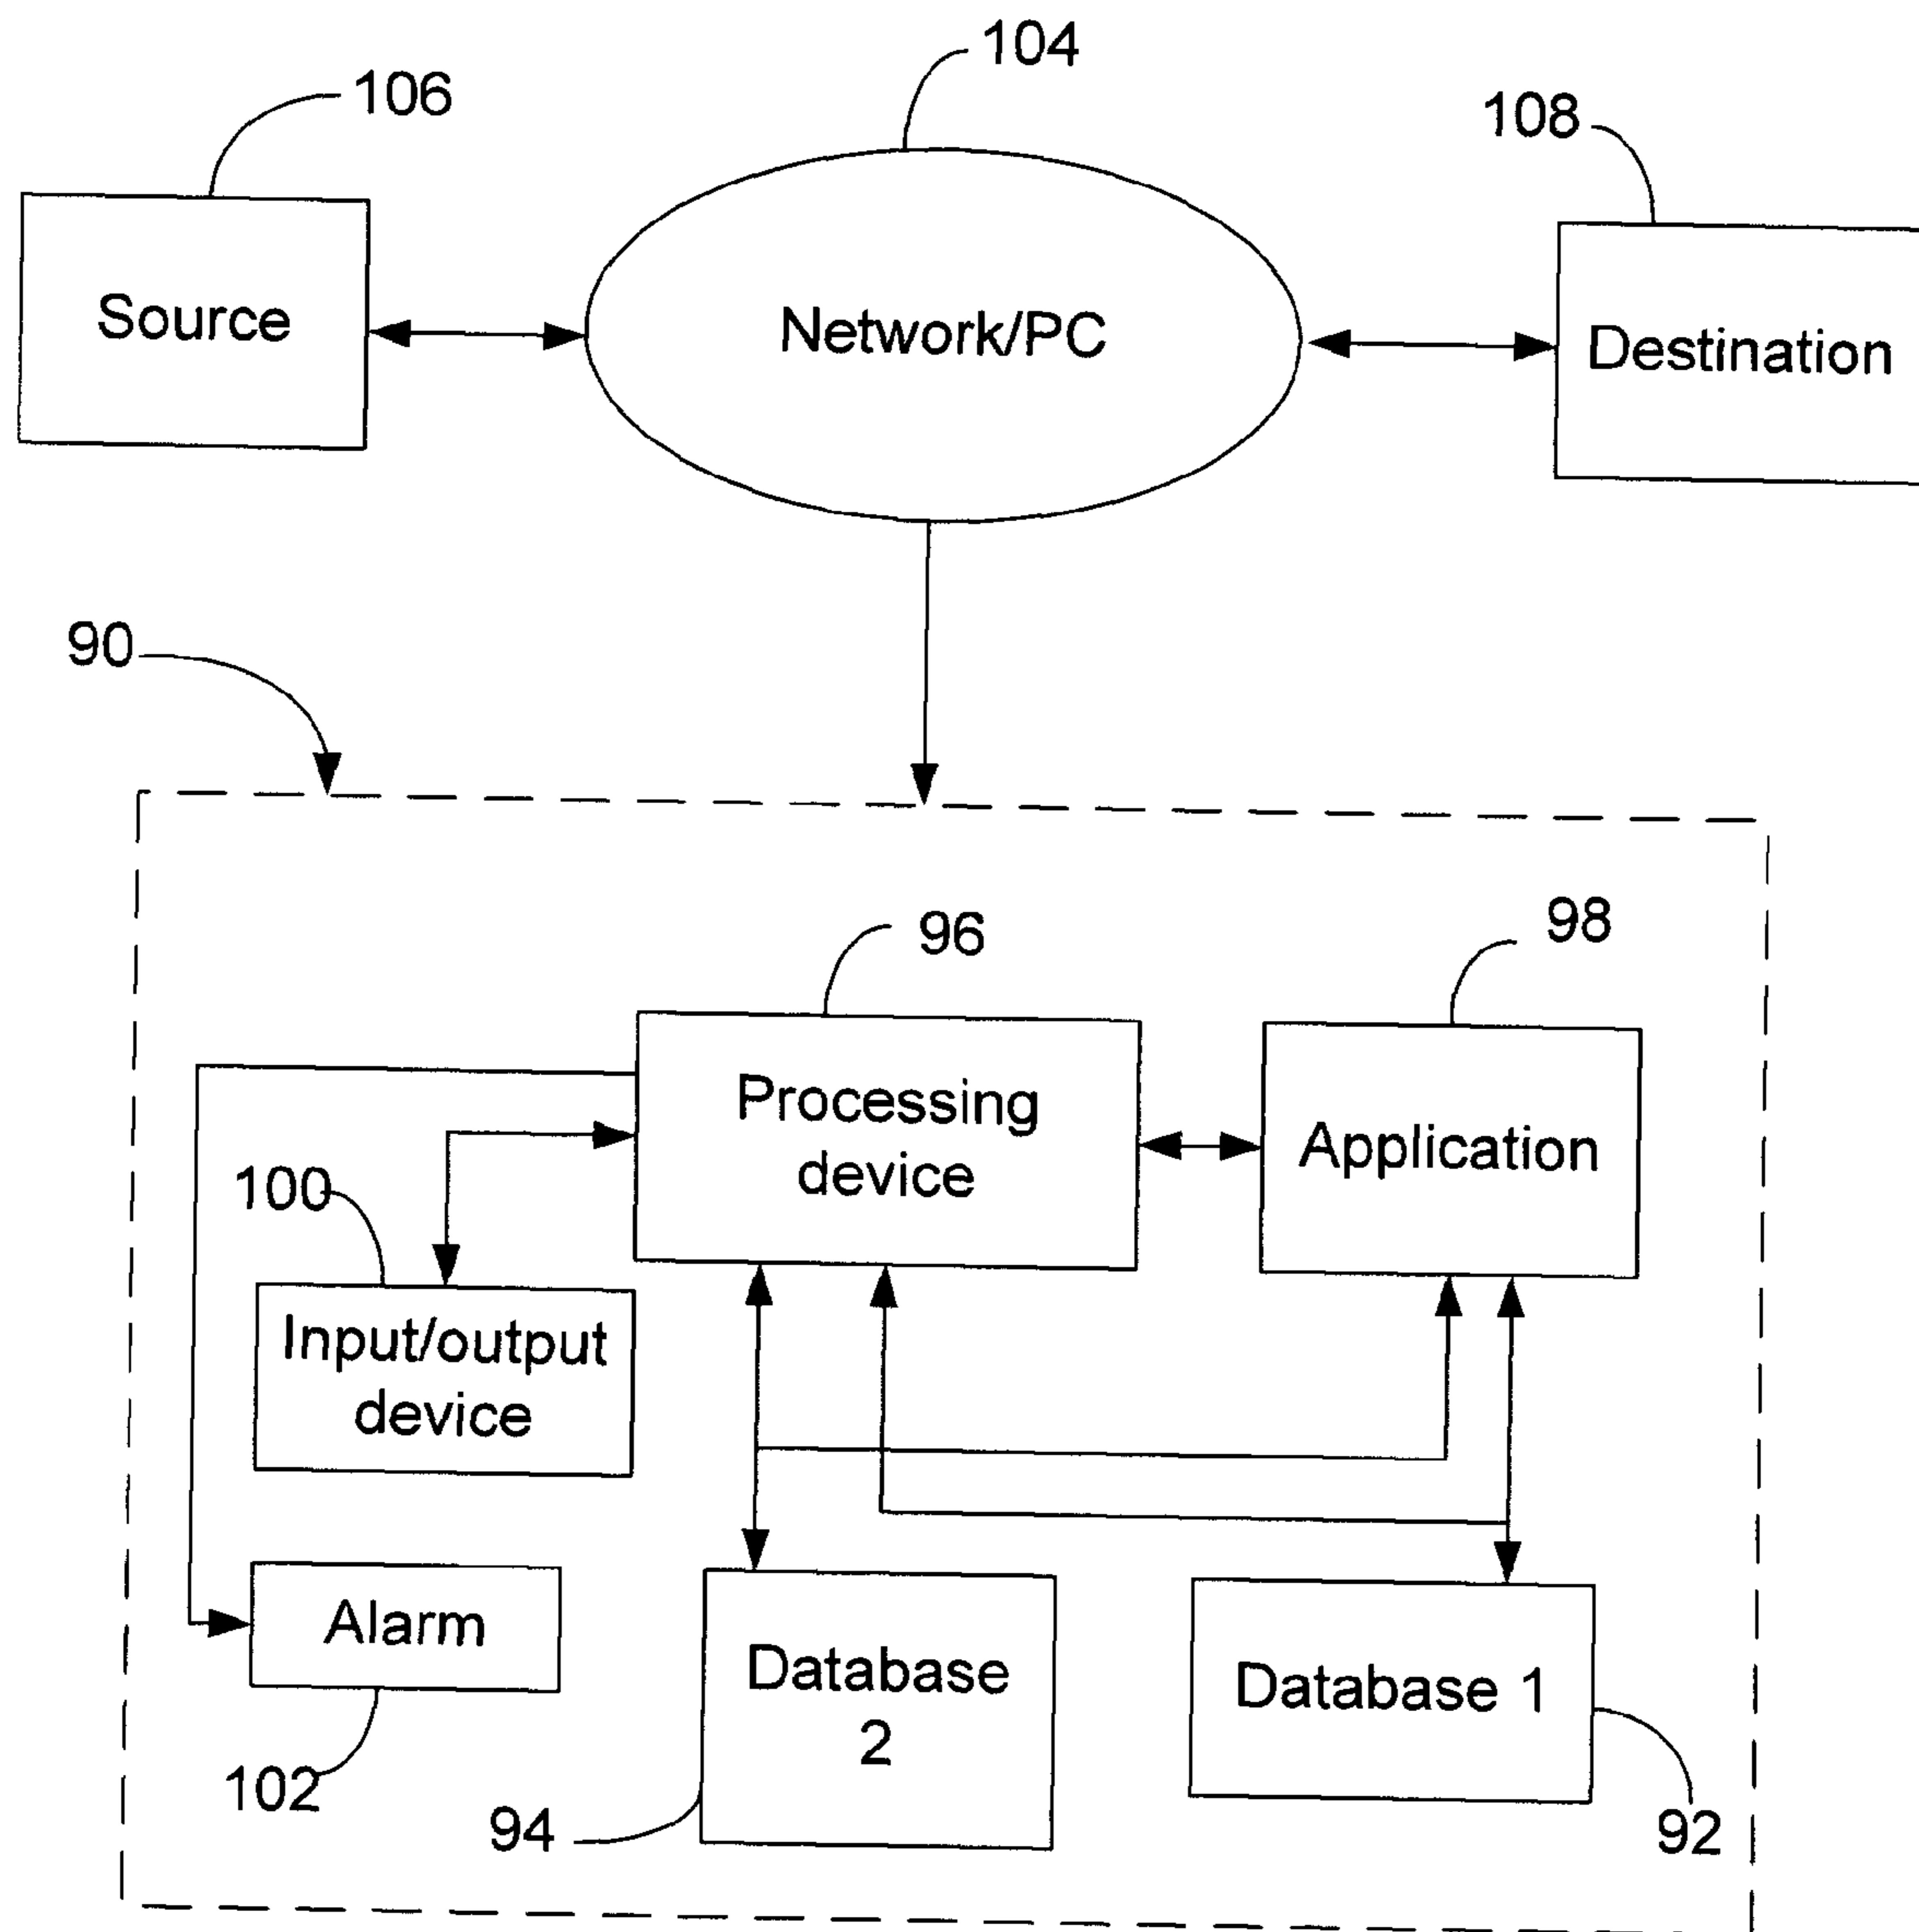 104
106
108
Source
Network/PC
Destination
90
96
98
Processing
device
Application
100
Input/output
device
Alarm
Database
2
Database 1
102
94
92